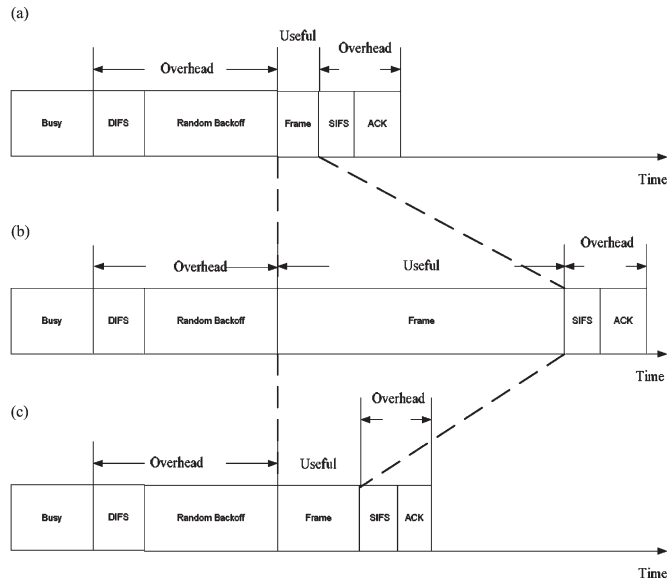 (a)
Useful
Overhead
Overhead
Busy
DIFS
Random Backoff
Frame
SIFS
ACK
Time
(b)
Overhead
Overhead
Useful
Busy
DIFS
Random Backoff
Frame
SIFS
ACK
Time
(c)
Overhead
Overhead
Useful
Busy
DIFS
Random Backoff
Frame
SIFS
ACK
Time